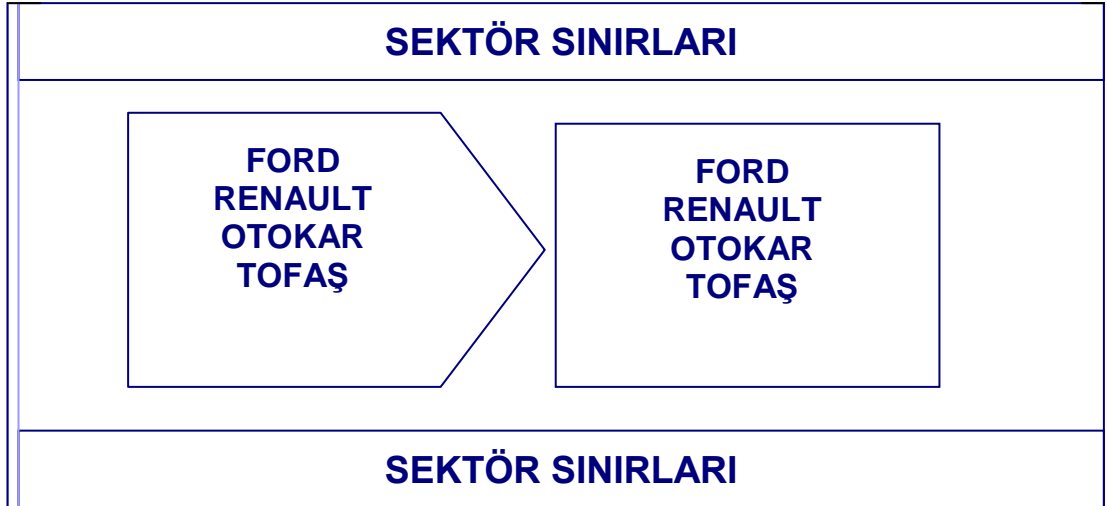 SEKTÖR SINIRLARI
FORD
RENAULT
OTOKAR
TOFAŞ
FORD
RENAULT
OTOKAR
TOFAŞ
SEKTÖR SINIRLARI